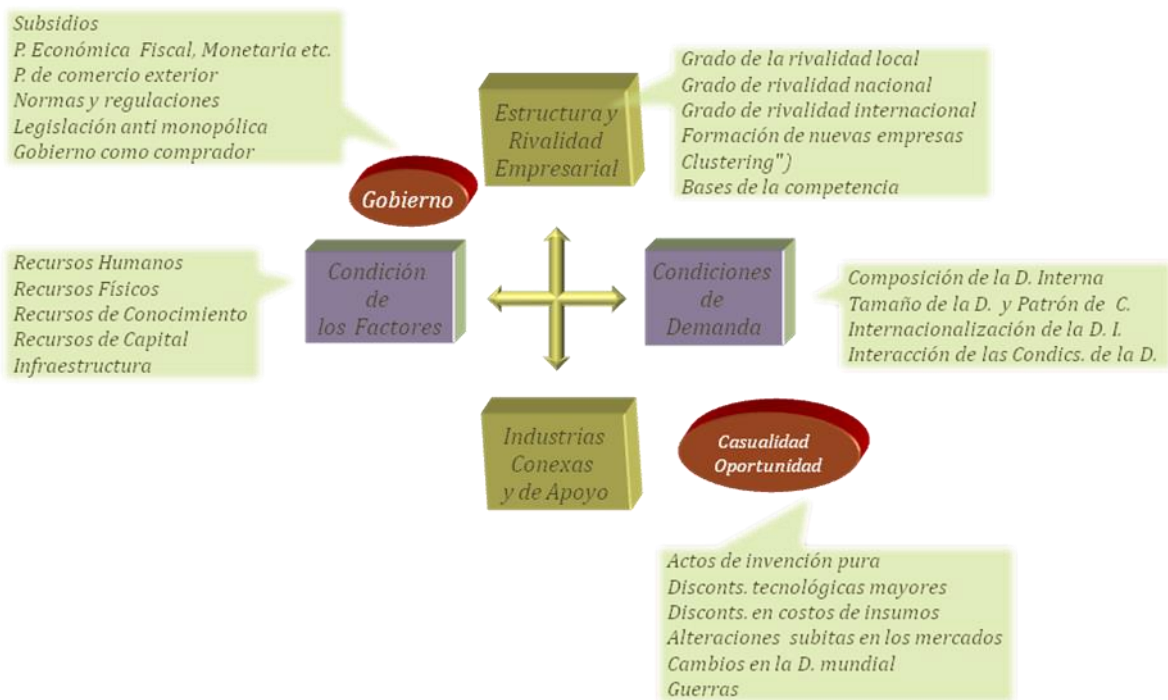 Subsidios
P. Económica Fiscal, Monetaria etc.
P. de comercio exterior
Normas y regulaciones
Legislación anti monopólica
Gobierno como comprador
Estructura y
Rivalidad
Empresarial
Grado de la rivalidad local
Grado de rivalidad nacional
Grado de rivalidad internacional
Formación de nuevas empresas
Clustering")
Bases de la competencia
Gobierno
Recursos Humanos
Recursos Físicos
Recursos de Conocimiento
Recursos de Capital
Infraestructura
Condición
de
los Factores
Condiciones
de
Demanda
Composición de la D. Interna
Tamaño de la D. y Patrón de C.
Internacionalización de la D. I.
Interacción de las Condics. de la D.
Industrias
Conexas
y de Apoyo
Casualidad
Oportunidad
Actos de invención pura
Disconts. tecnológicas mayores
Disconts. en costos de insumos
Alteraciones subitas en los mercados
Cambios en la D. mundial
Guerras